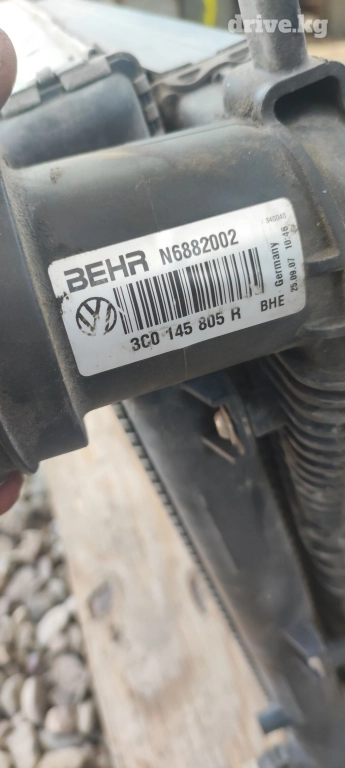 drive.kg
BEHR N6882002
3C0 145 805 R
BHE
Germany
25.09.07 10:46